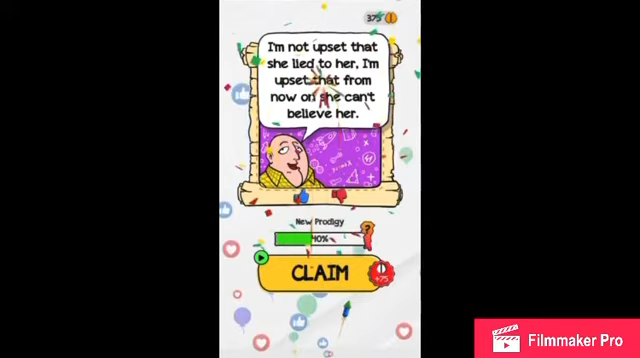 375
I'm not upset that
she lied to her, I'm
upset that from
now on she can't
believe her.
New Prodigy
?
40%
CLAIM
+75
Filmmaker Pro